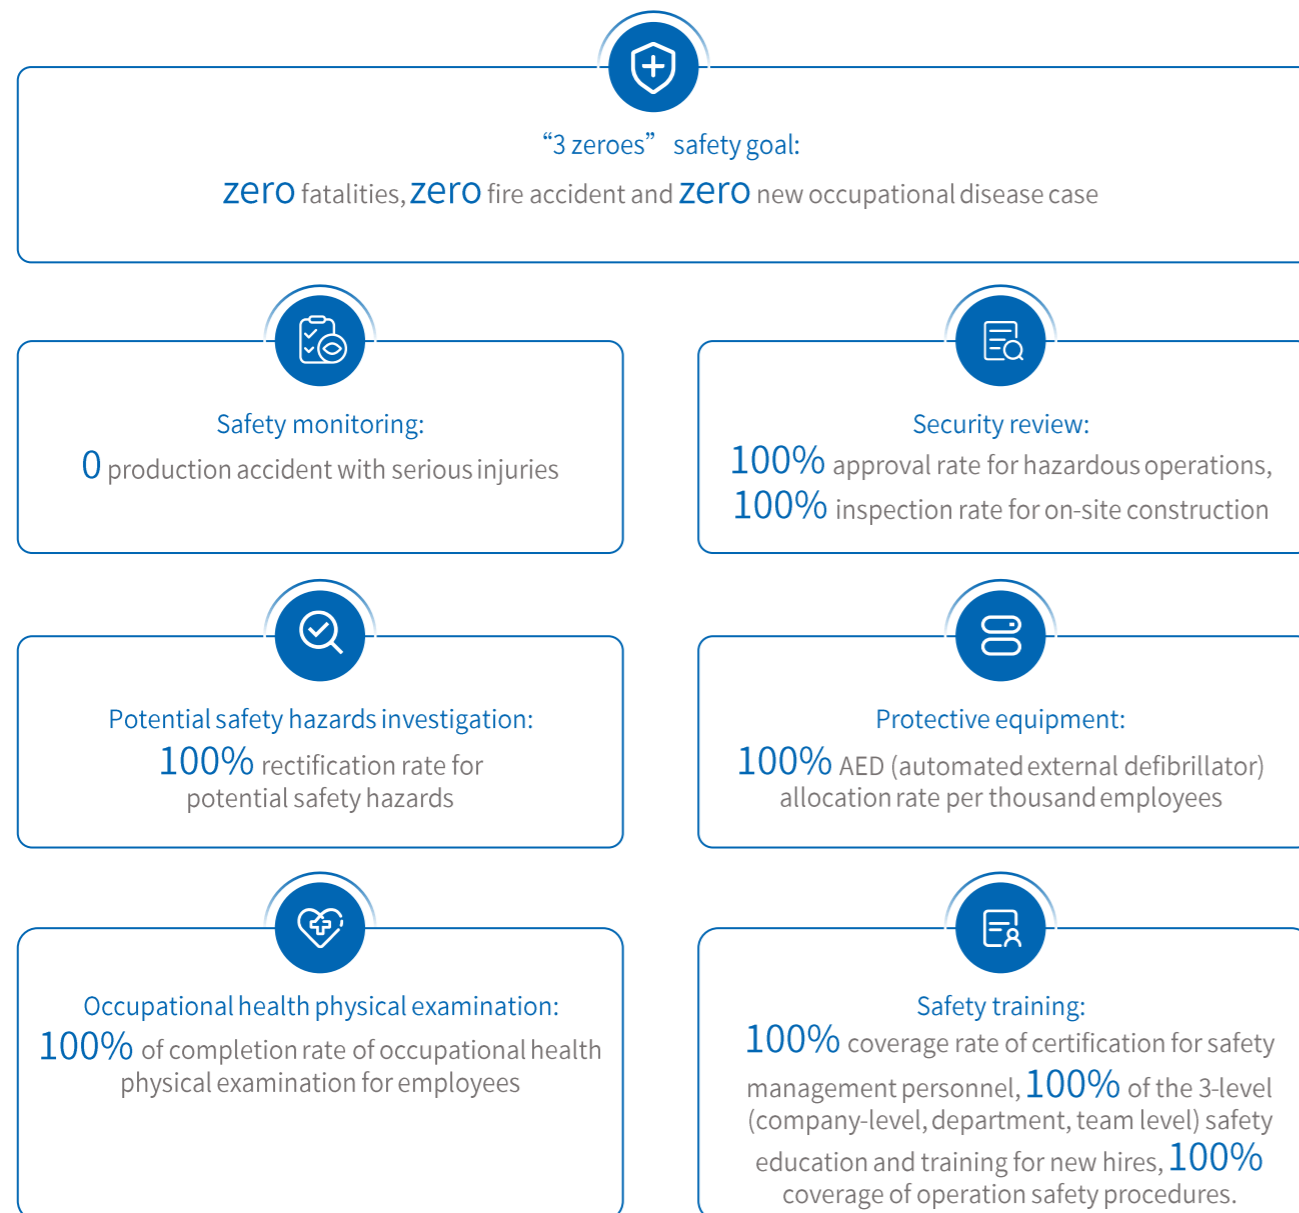 “3 zeroes” safety goal:
zero fatalities, zero fire accident and zero new occupational disease case
Safety monitoring:
0 production accident with serious injuries
Security review:
100% approval rate for hazardous operations,
100% inspection rate for on-site construction
Potential safety hazards investigation:
100% rectification rate for
potential safety hazards
Protective equipment:
100% AED (automated external defibrillator)
allocation rate per thousand employees
Occupational health physical examination:
100% of completion rate of occupational health
physical examination for employees
Safety training:
100% coverage rate of certification for safety
management personnel, 100% of the 3-level
(company-level, department, team level) safety
education and training for new hires, 100%
coverage of operation safety procedures.